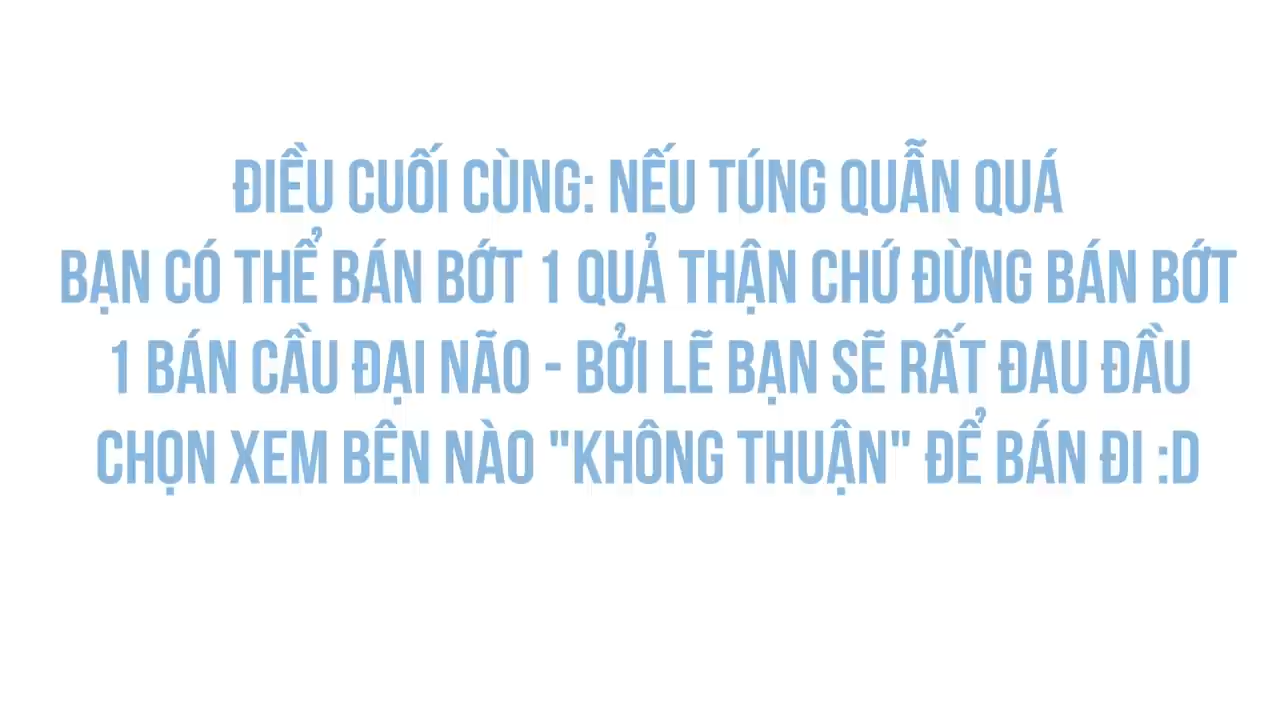 ĐIỀU CUỐI CÙNG: NẾU TÚNG QUẪN QUÁ
BẠN CÓ THỂ BÁN BỚT 1 QUẢ THẬN CHỨ ĐỪNG BÁN BỚT
1 BÁN CẦU ĐẠI NÃO - BỞI LẼ BẠN SẼ RẤT ĐAU ĐẦU
CHỌN XEM BÊN NÀO "KHÔNG THUẬN" ĐỂ BÁN ĐI :D